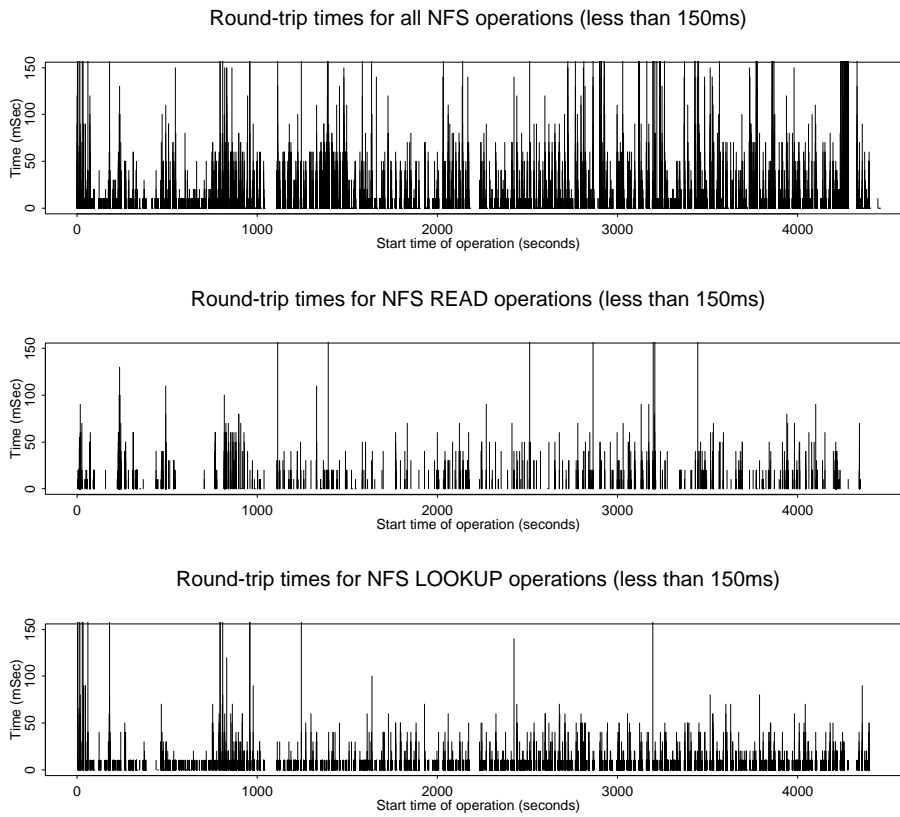 Round-trip times for all NFS operations (less than 150ms)
150
100
50
0
Time (mSec)
0 1000 2000 3000 4000
Start time of operation (seconds)
Round-trip times for NFS READ operations (less than 150ms)
150
100
50
0
Time (mSec)
0 1000 2000 3000 4000
Start time of operation (seconds)
Round-trip times for NFS LOOKUP operations (less than 150ms)
150
100
50
0
Time (mSec)
0 1000 2000 3000 4000
Start time of operation (seconds)